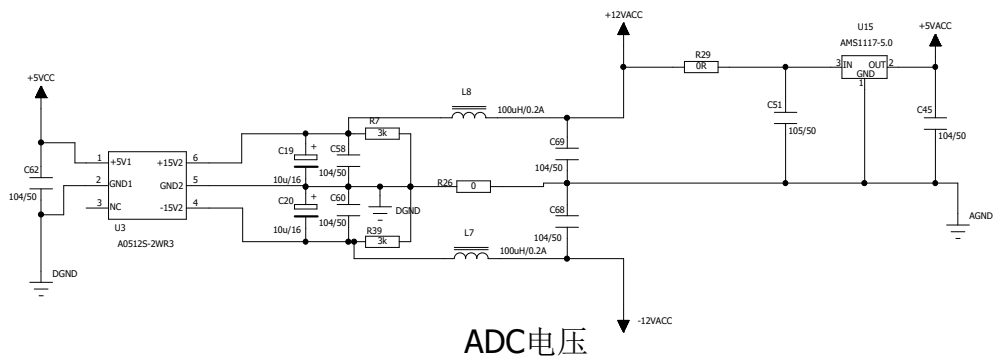 +12VACC
U15
AMS1117-5.0
+5VACC
R29
0R
3 IN OUT 2
GND
1
+5VCC
L8
100uH/0.2A
C51
105/50
C45
104/50
R7
3k
C19
+
10u/16
C58
104/50
C69
104/50
C62
104/50
1 +5V1 +15V2 6
2 GND1 GND2 5
3 NC -15V2 4
U3
A0512S-2WR3
R26
0
C20
+
10u/16
C60
104/50
DGND
R39
3k
C68
104/50
L7
100uH/0.2A
AGND
DGND
-12VACC
ADC电压